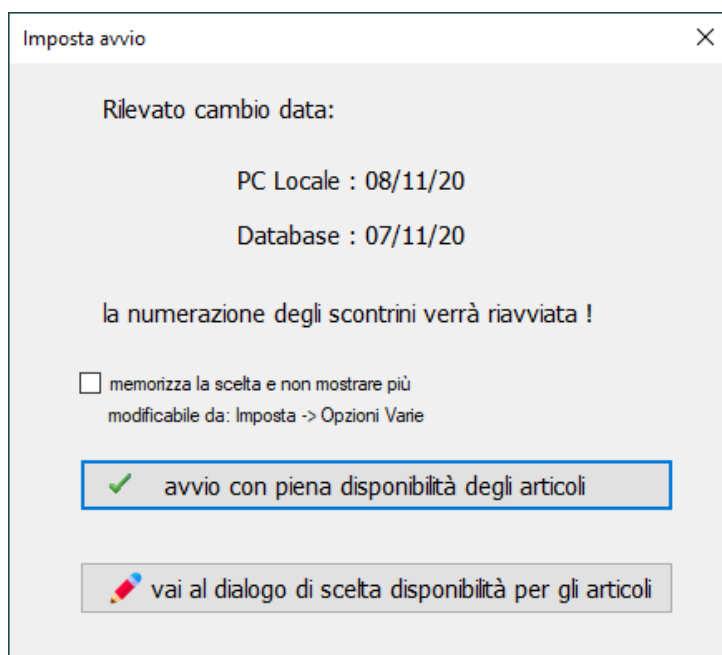 Imposta avvio
Rilevato cambio data:
PC Locale : 08/11/20
Database : 07/11/20
la numerazione degli scontrini verrà riavviata !
memorizza la scelta e non mostrare più
modificabile da: Imposta -> Opzioni Varie
avvio con piena disponibilità degli articoli
vai al dialogo di scelta disponibilità per gli articoli